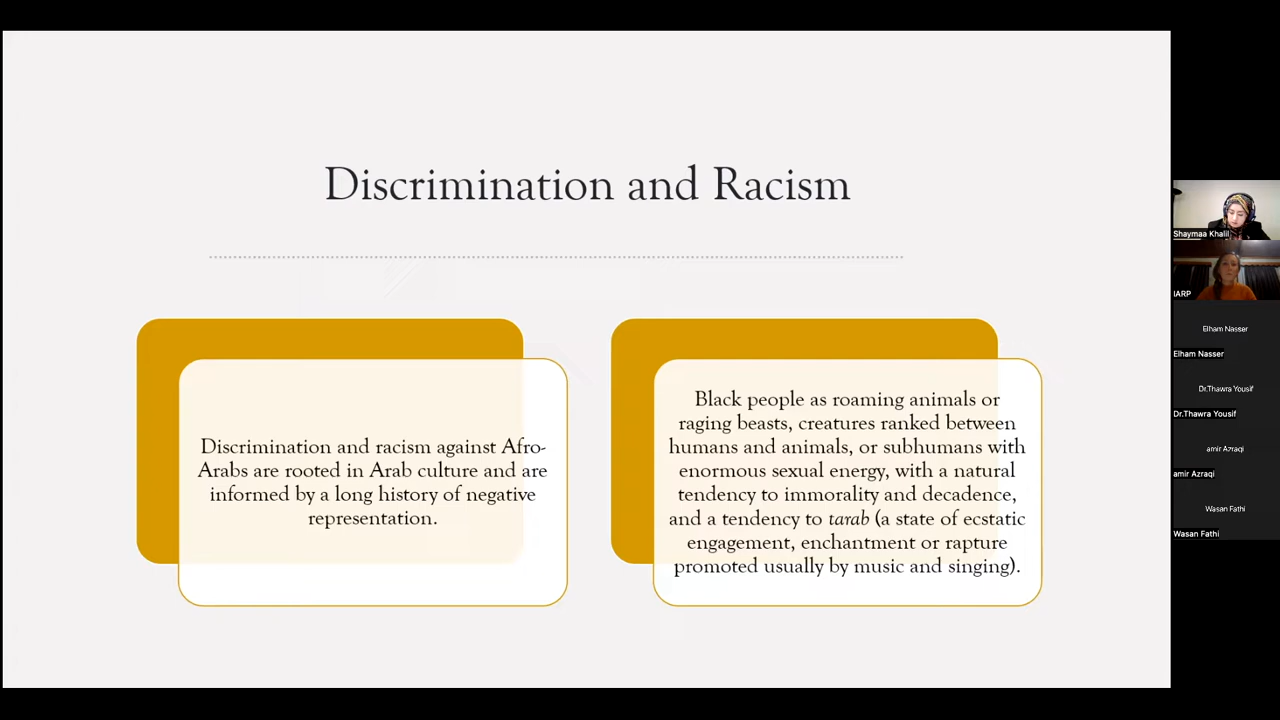 Discrimination and Racism
Discrimination and racism against Afro-
Arabs are rooted in Arab culture and are
informed by a long history of negative
representation.
Black people as roaming animals or
raging beasts, creatures ranked between
humans and animals, or subhumans with
enormous sexual energy, with a natural
tendency to immorality and decadence,
and a tendency to tarab (a state of ecstatic
engagement, enchantment or rapture
promoted usually by music and singing).
Shaymaa Khalil
IARP
Elham Nasser
Elham Nasser
Dr.Thawra Yousif
Dr.Thawra Yousif
amir Azraqi
amir Azraqi
Wasan Fathi
Wasan Fathi